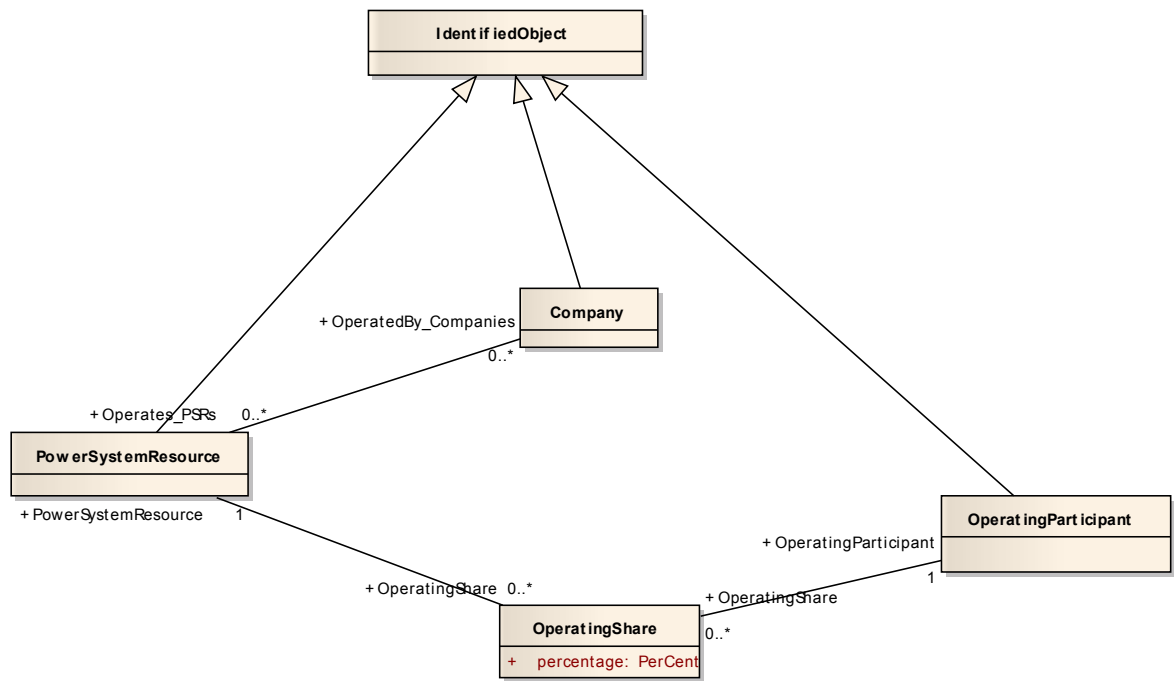 IdentifiedObject
Company
+ OperatedBy_Companies
0..*
+ Operates_PSRs 0..*
PowerSystemResource
+ PowerSystemResource 1
OperatingParticipant
+ OperatingParticipant
1
+ OperatingShare 0..*
+ OperatingShare
0..*
OperatingShare
+ percentage: PerCent